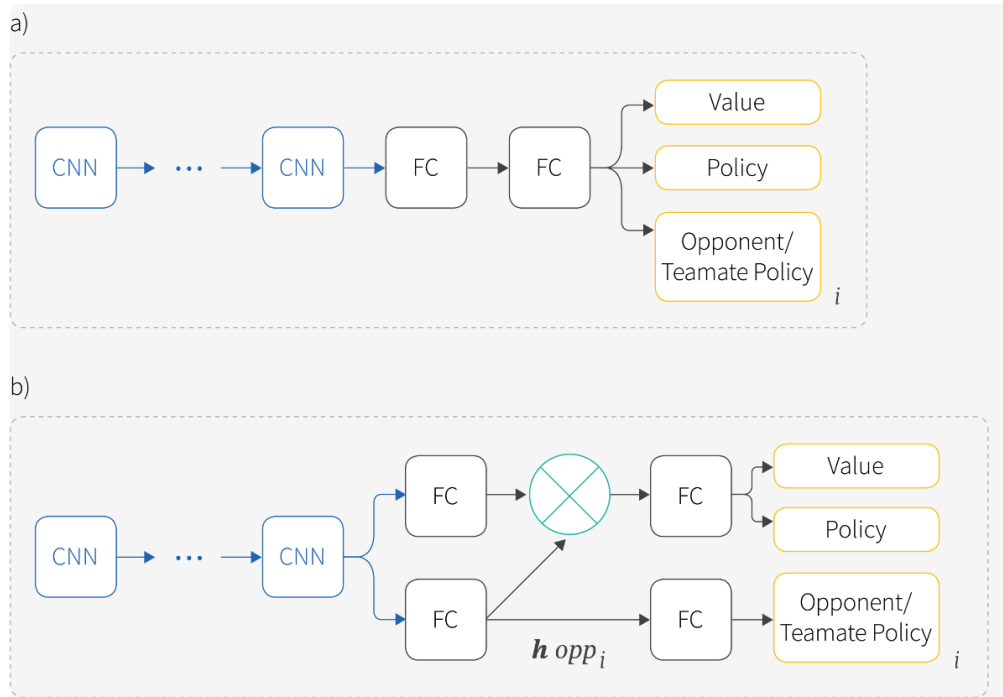 a)
CNN
...
CNN
FC
FC
Value
Policy
Opponent/
Teamate Policy
i
b)
CNN
...
CNN
FC
FC
FC
FC
Value
Policy
Opponent/
Teamate Policy
h opp i
i